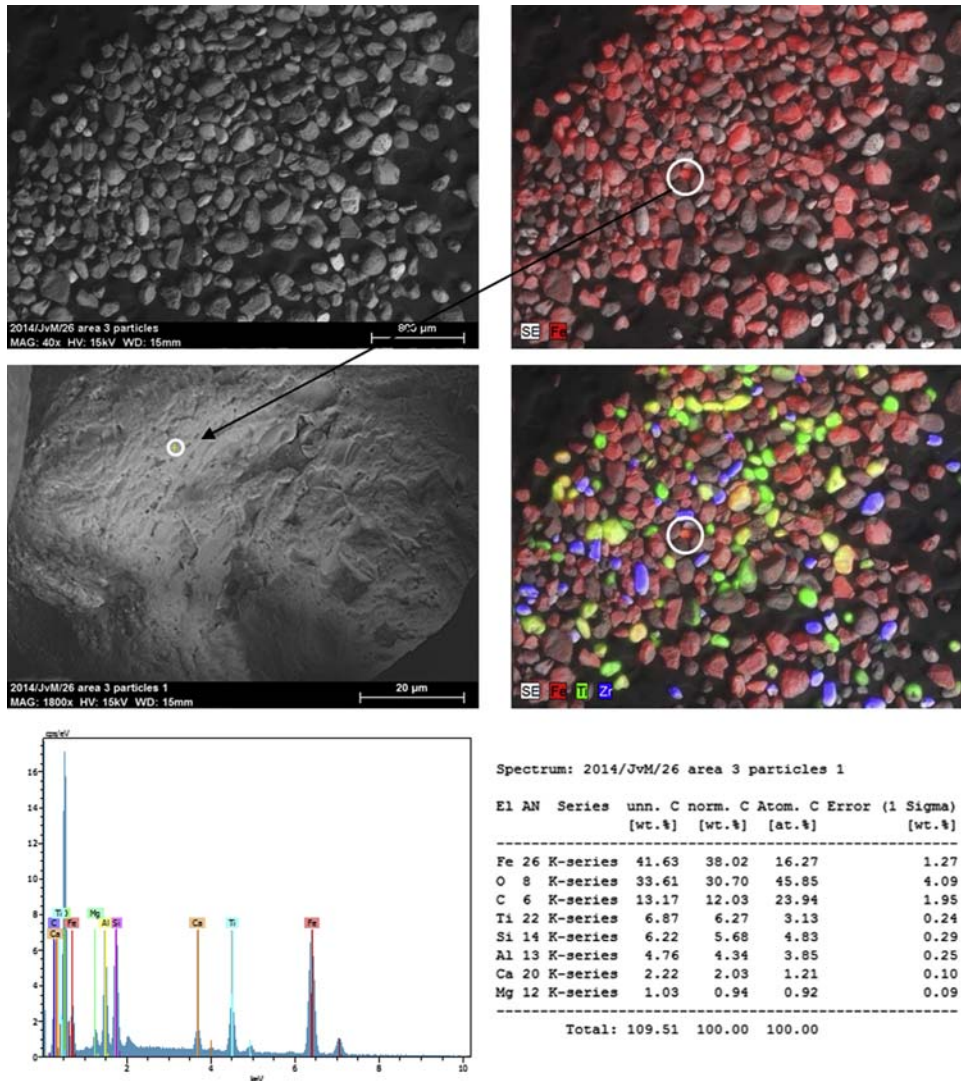 2014/JvM/26 area 3 particles
MAG: 40x HV: 15kV WD: 15mm
800 µm
SE Fe
2014/JvM/26 area 3 particles 1
MAG: 1800x HV: 15kV WD: 15mm
20 µm
SE Fe Ti Zr
cps/eV
16
14
12
10
8
6
4
2
0
C
Ca
Ti
O
Fe
Mg
Al
Si
Ca
Ti
Fe
2 4 6 8 10
keV
Spectrum: 2014/JvM/26 area 3 particles 1
El AN Series unn. C norm. C Atom. C Error (1 Sigma)
[wt.%] [wt.%] [at.%] [wt.%]
Fe 26 K-series 41.63 38.02 16.27 1.27
O 8 K-series 33.61 30.70 45.85 4.09
C 6 K-series 13.17 12.03 23.94 1.95
Ti 22 K-series 6.87 6.27 3.13 0.24
Si 14 K-series 6.22 5.68 4.83 0.29
Al 13 K-series 4.76 4.34 3.85 0.25
Ca 20 K-series 2.22 2.03 1.21 0.10
Mg 12 K-series 1.03 0.94 0.92 0.09
Total: 109.51 100.00 100.00